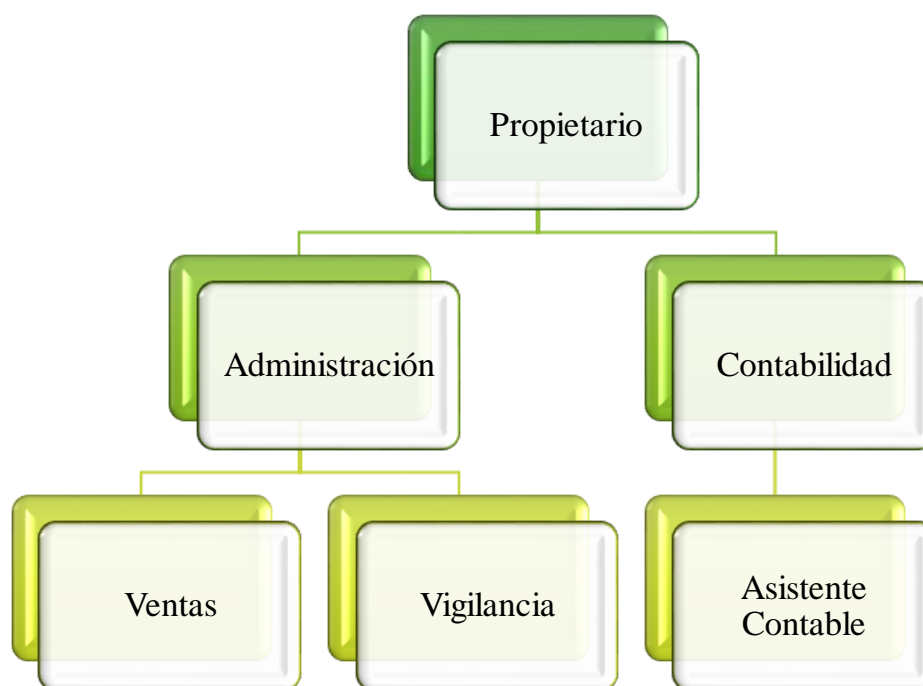 Propietario
Administración
Contabilidad
Ventas
Vigilancia
Asistente
Contable